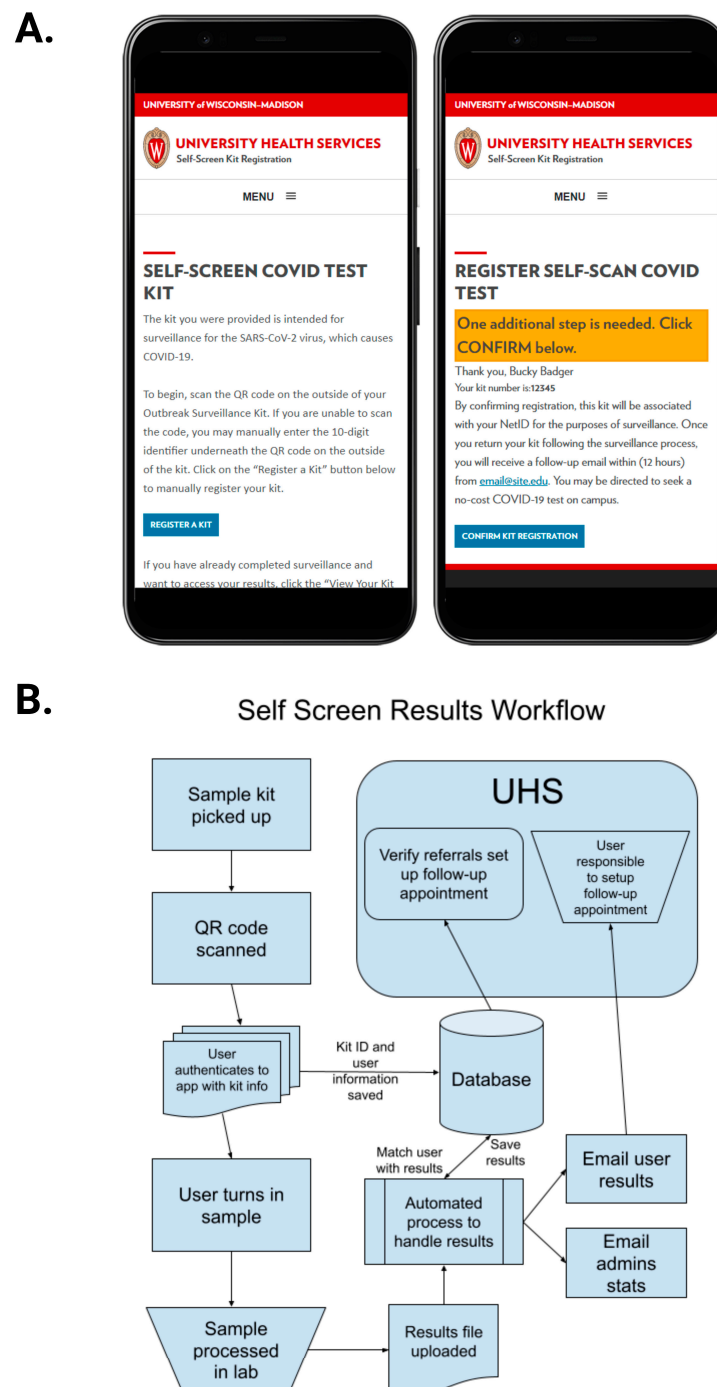 A.
UNIVERSITY of WISCONSIN–MADISON
UNIVERSITY HEALTH SERVICES
Self-Screen Kit Registration
MENU
SELF-SCREEN COVID TEST
KIT
The kit you were provided is intended for
surveillance for the SARS-CoV-2 virus, which causes
COVID-19.
To begin, scan the QR code on the outside of your
Outbreak Surveillance Kit. If you are unable to scan
the code, you may manually enter the 10-digit
identifier underneath the QR code on the outside
of the kit. Click on the “Register a Kit” button below
to manually register your kit.
REGISTER A KIT
If you have already completed surveillance and
want to access your results, click the “View Your Kit
UNIVERSITY of WISCONSIN–MADISON
UNIVERSITY HEALTH SERVICES
Self-Screen Kit Registration
MENU
REGISTER SELF-SCAN COVID
TEST
One additional step is needed. Click
CONFIRM below.
Thank you, Bucky Badger
Your kit number is:12345
By confirming registration, this kit will be associated
with your NetID for the purposes of surveillance. Once
you return your kit following the surveillance process,
you will receive a follow-up email within (12 hours)
from email@site.edu. You may be directed to seek a
no-cost COVID-19 test on campus.
CONFIRM KIT REGISTRATION
B.
Self Screen Results Workflow
Sample kit
picked up
QR code
scanned
User
authenticates to
app with kit info
User turns in
sample
Sample
processed
in lab
Kit ID and
user
information
saved
UHS
Verify referrals set
up follow-up
appointment
User
responsible
to setup
follow-up
appointment
Database
Match user
with results
Save
results
Automated
process to
handle results
Results file
uploaded
Email user
results
Email
admins
stats